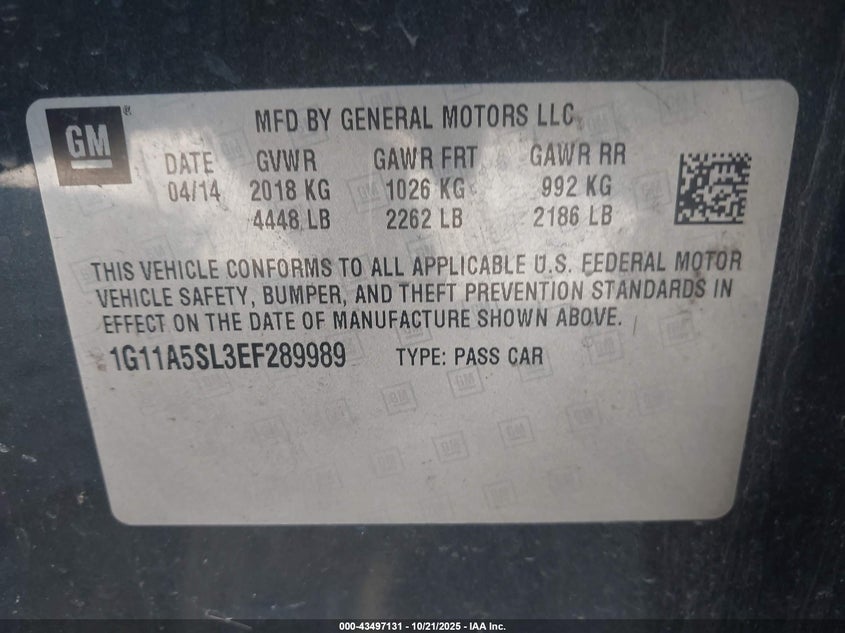 GM ®
MFD BY GENERAL MOTORS LLC
DATE GVWR GAWR FRT GAWR RR
04/14 2018 KG 1026 KG 992 KG
4448 LB 2262 LB 2186 LB
THIS VEHICLE CONFORMS TO ALL APPLICABLE U.S. FEDERAL MOTOR
VEHICLE SAFETY, BUMPER, AND THEFT PREVENTION STANDARDS IN
EFFECT ON THE DATE OF MANUFACTURE SHOWN ABOVE.
1G11A5SL3EF289989 TYPE: PASS CAR
000-43497131 - 10/21/2025 - IAA Inc.